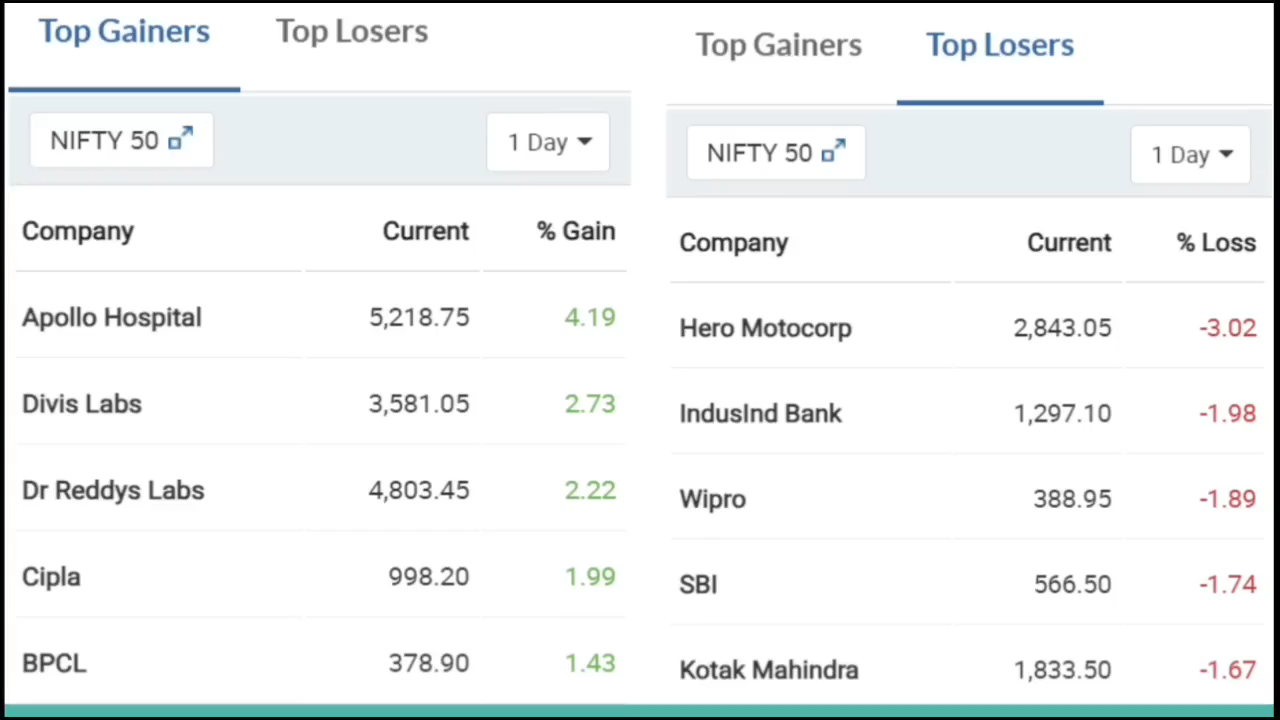 Top Gainers Top Losers
NIFTY 50 1 Day
Company Current % Gain
Apollo Hospital 5,218.75 4.19
Divis Labs 3,581.05 2.73
Dr Reddys Labs 4,803.45 2.22
Cipla 998.20 1.99
BPCL 378.90 1.43
Top Gainers Top Losers
NIFTY 50 1 Day
Company Current % Loss
Hero Motocorp 2,843.05 -3.02
IndusInd Bank 1,297.10 -1.98
Wipro 388.95 -1.89
SBI 566.50 -1.74
Kotak Mahindra 1,833.50 -1.67